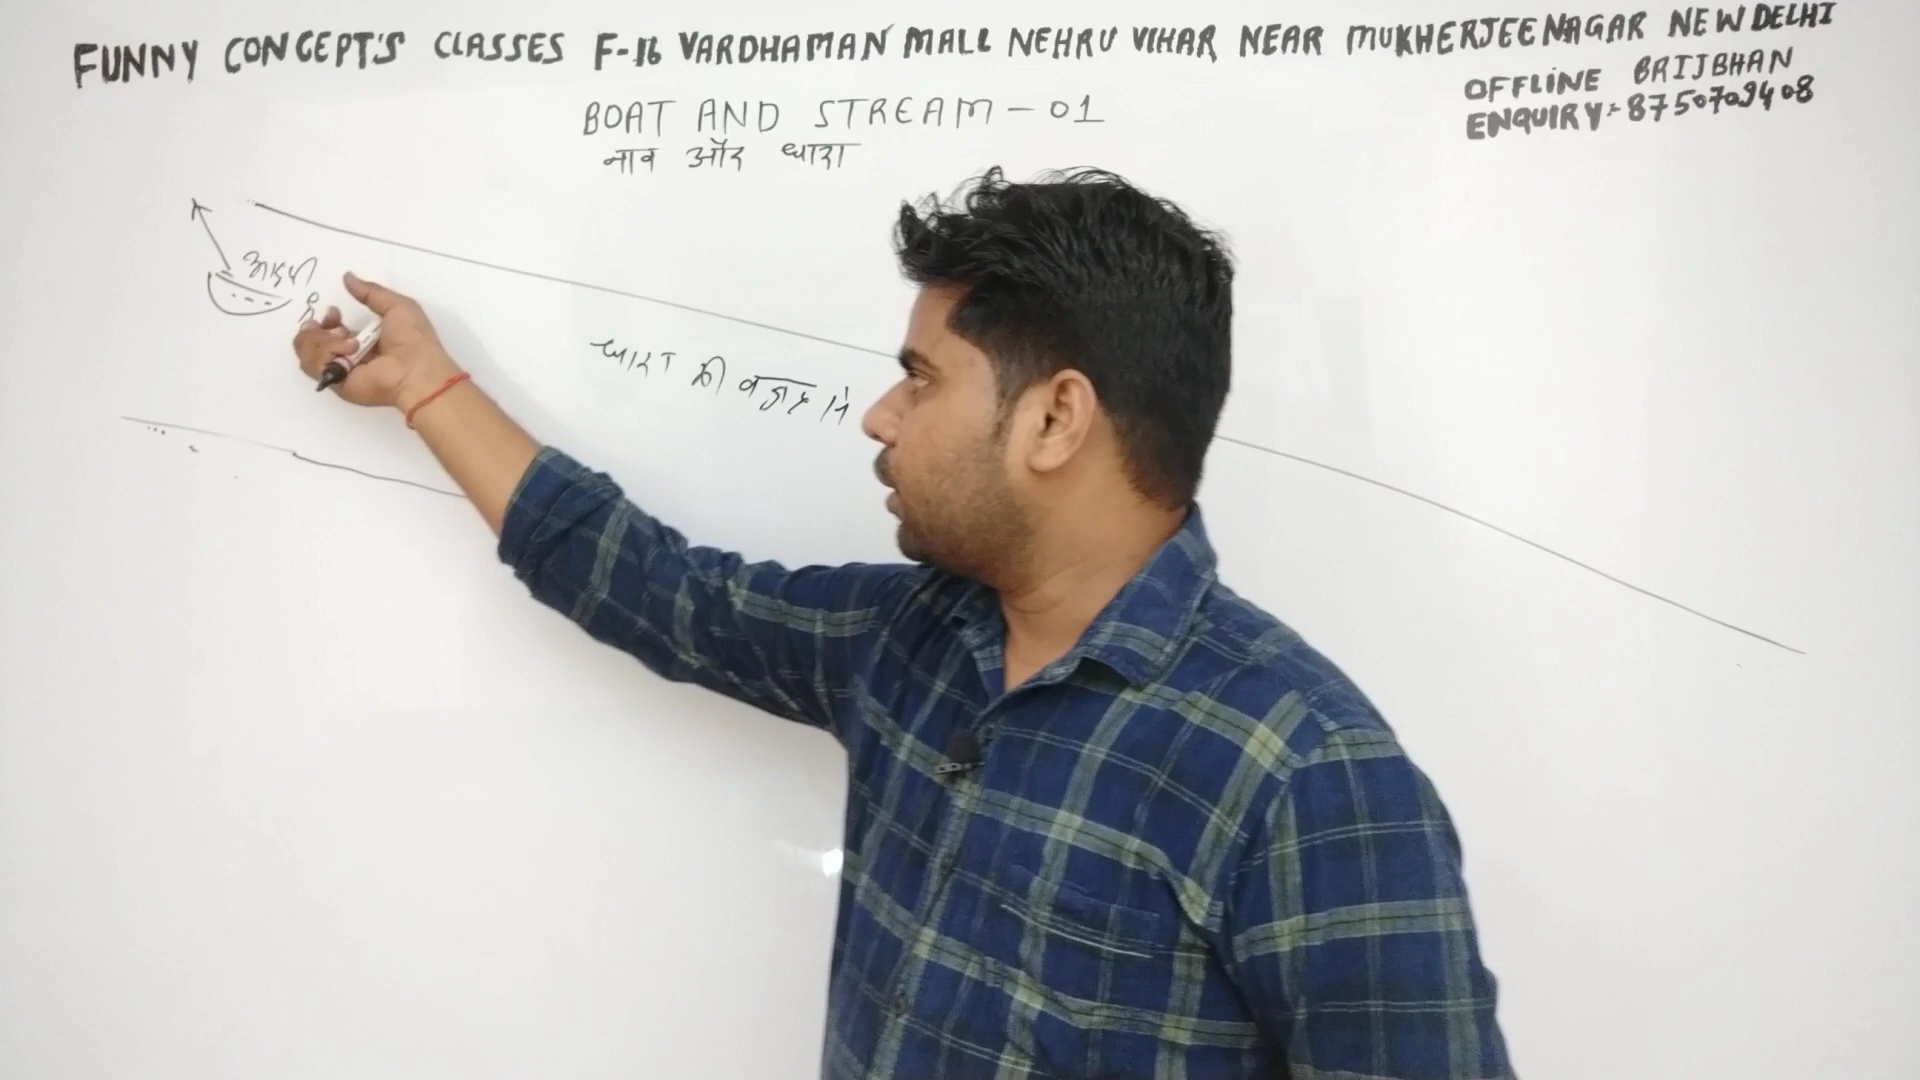 FUNNY CONCEPT'S CLASSES F-16 VARDHAMAN MALL NEHRU VIHAR NEAR MUKHERJEE NAGAR NEW DELHI
OFFLINE BRIJBHAN
ENQUIRY:- 8750709408
BOAT AND STREAM - 01
नाव और धारा
आदमी
धारा की वजह से